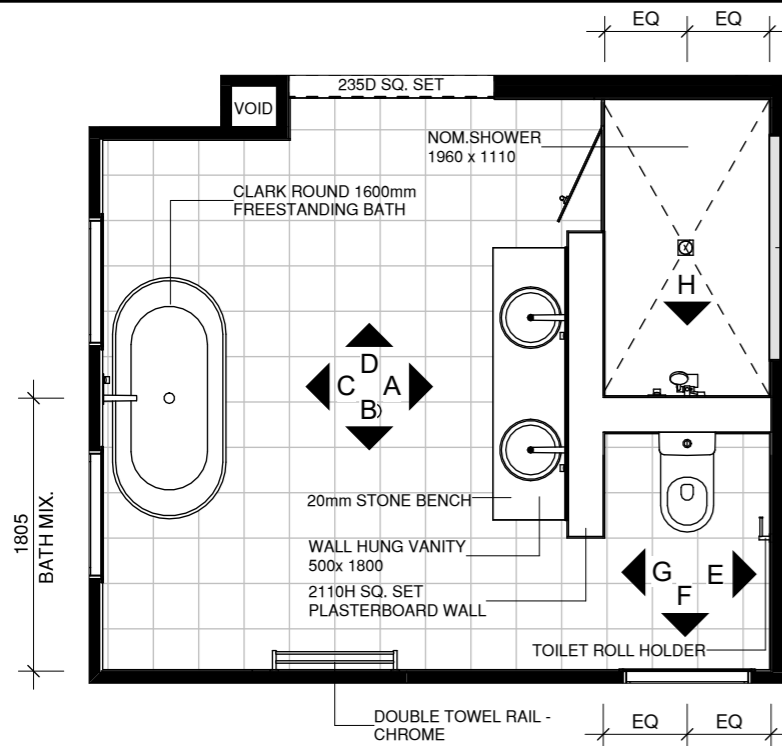 EQ EQ
235D SQ. SET
VOID
NOM.SHOWER
1960 x 1110
CLARK ROUND 1600mm
FREESTANDING BATH
H
D
C A
B
1805
BATH MIX.
20mm STONE BENCH
WALL HUNG VANITY
500x 1800
2110H SQ. SET
PLASTERBOARD WALL
G E
F
TOILET ROLL HOLDER
DOUBLE TOWEL RAIL -
CHROME
EQ EQ